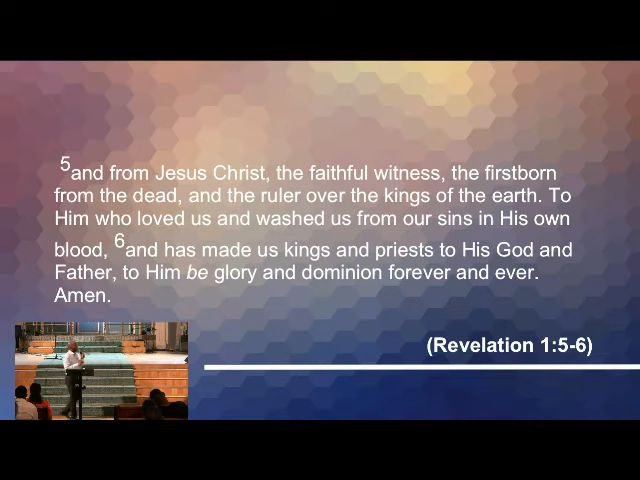 5and from Jesus Christ, the faithful witness, the firstborn
from the dead, and the ruler over the kings of the earth. To
Him who loved us and washed us from our sins in His own
blood, 6and has made us kings and priests to His God and
Father, to Him be glory and dominion forever and ever.
Amen.
(Revelation 1:5-6)